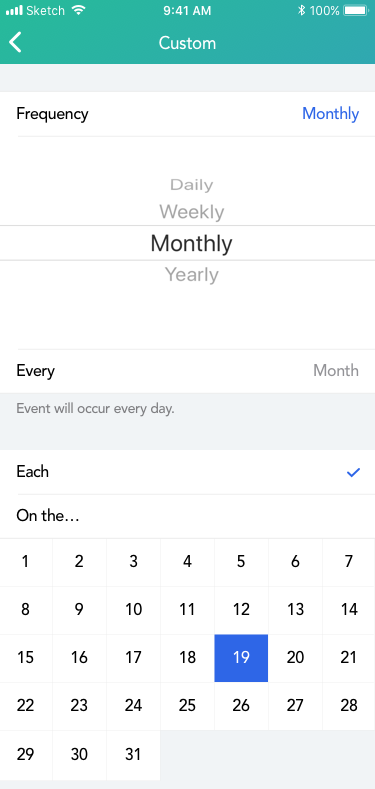 Sketch 9:41 AM 100%
Custom
Frequency Monthly
Daily
Weekly
Monthly
Yearly
Every Month
Event will occur every day.
Each
On the…
1 2 3 4 5 6 7
8 9 10 11 12 13 14
15 16 17 18 19 20 21
22 23 24 25 26 27 28
29 30 31